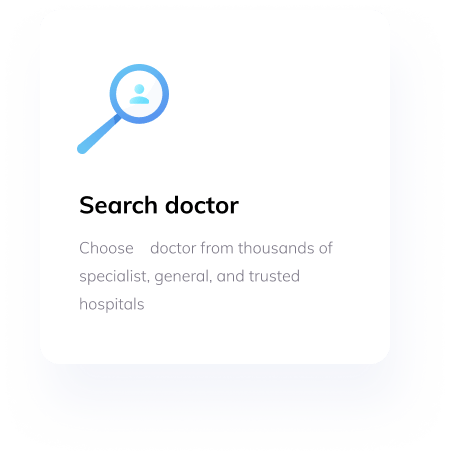 Search doctor
Choose doctor from thousands of
specialist, general, and trusted
hospitals